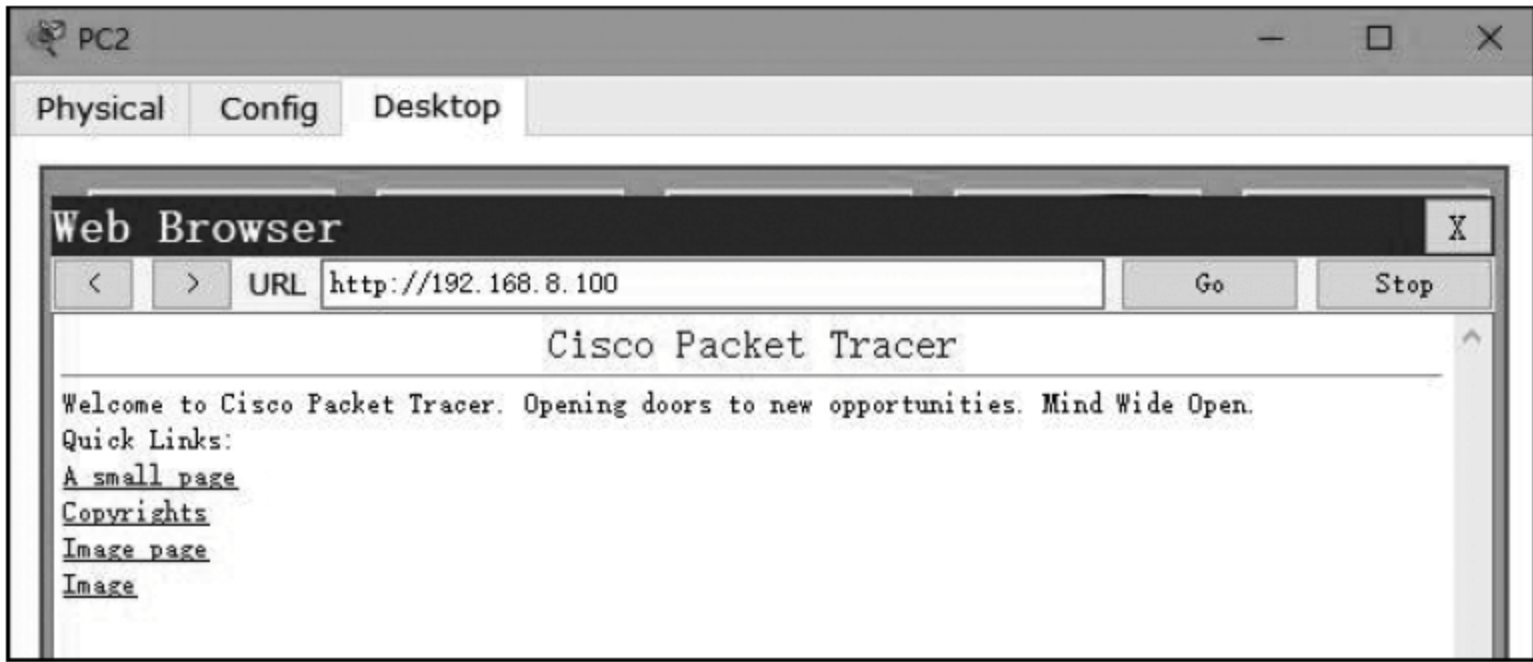 PC2
Physical Config Desktop
Web Browser X
< > URL http://192.168.8.100 Go Stop
Cisco Packet Tracer
Welcome to Cisco Packet Tracer. Opening doors to new opportunities. Mind Wide Open.
Quick Links:
A small page
Copyrights
Image page
Image